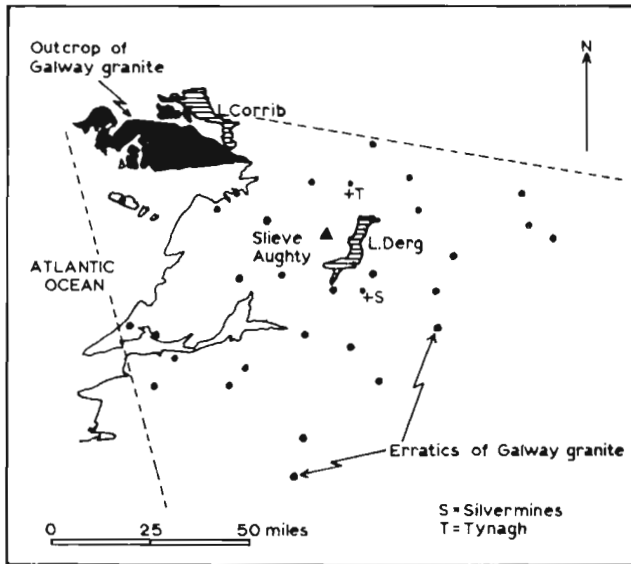 Outcrop of
Galway granite
N
L.Corrib
+T
Slieve
Aughty
L.Derg
ATLANTIC
OCEAN
+S
Erratics of Galway granite
S = Silvermines
T = Tynagh
0 25 50 miles